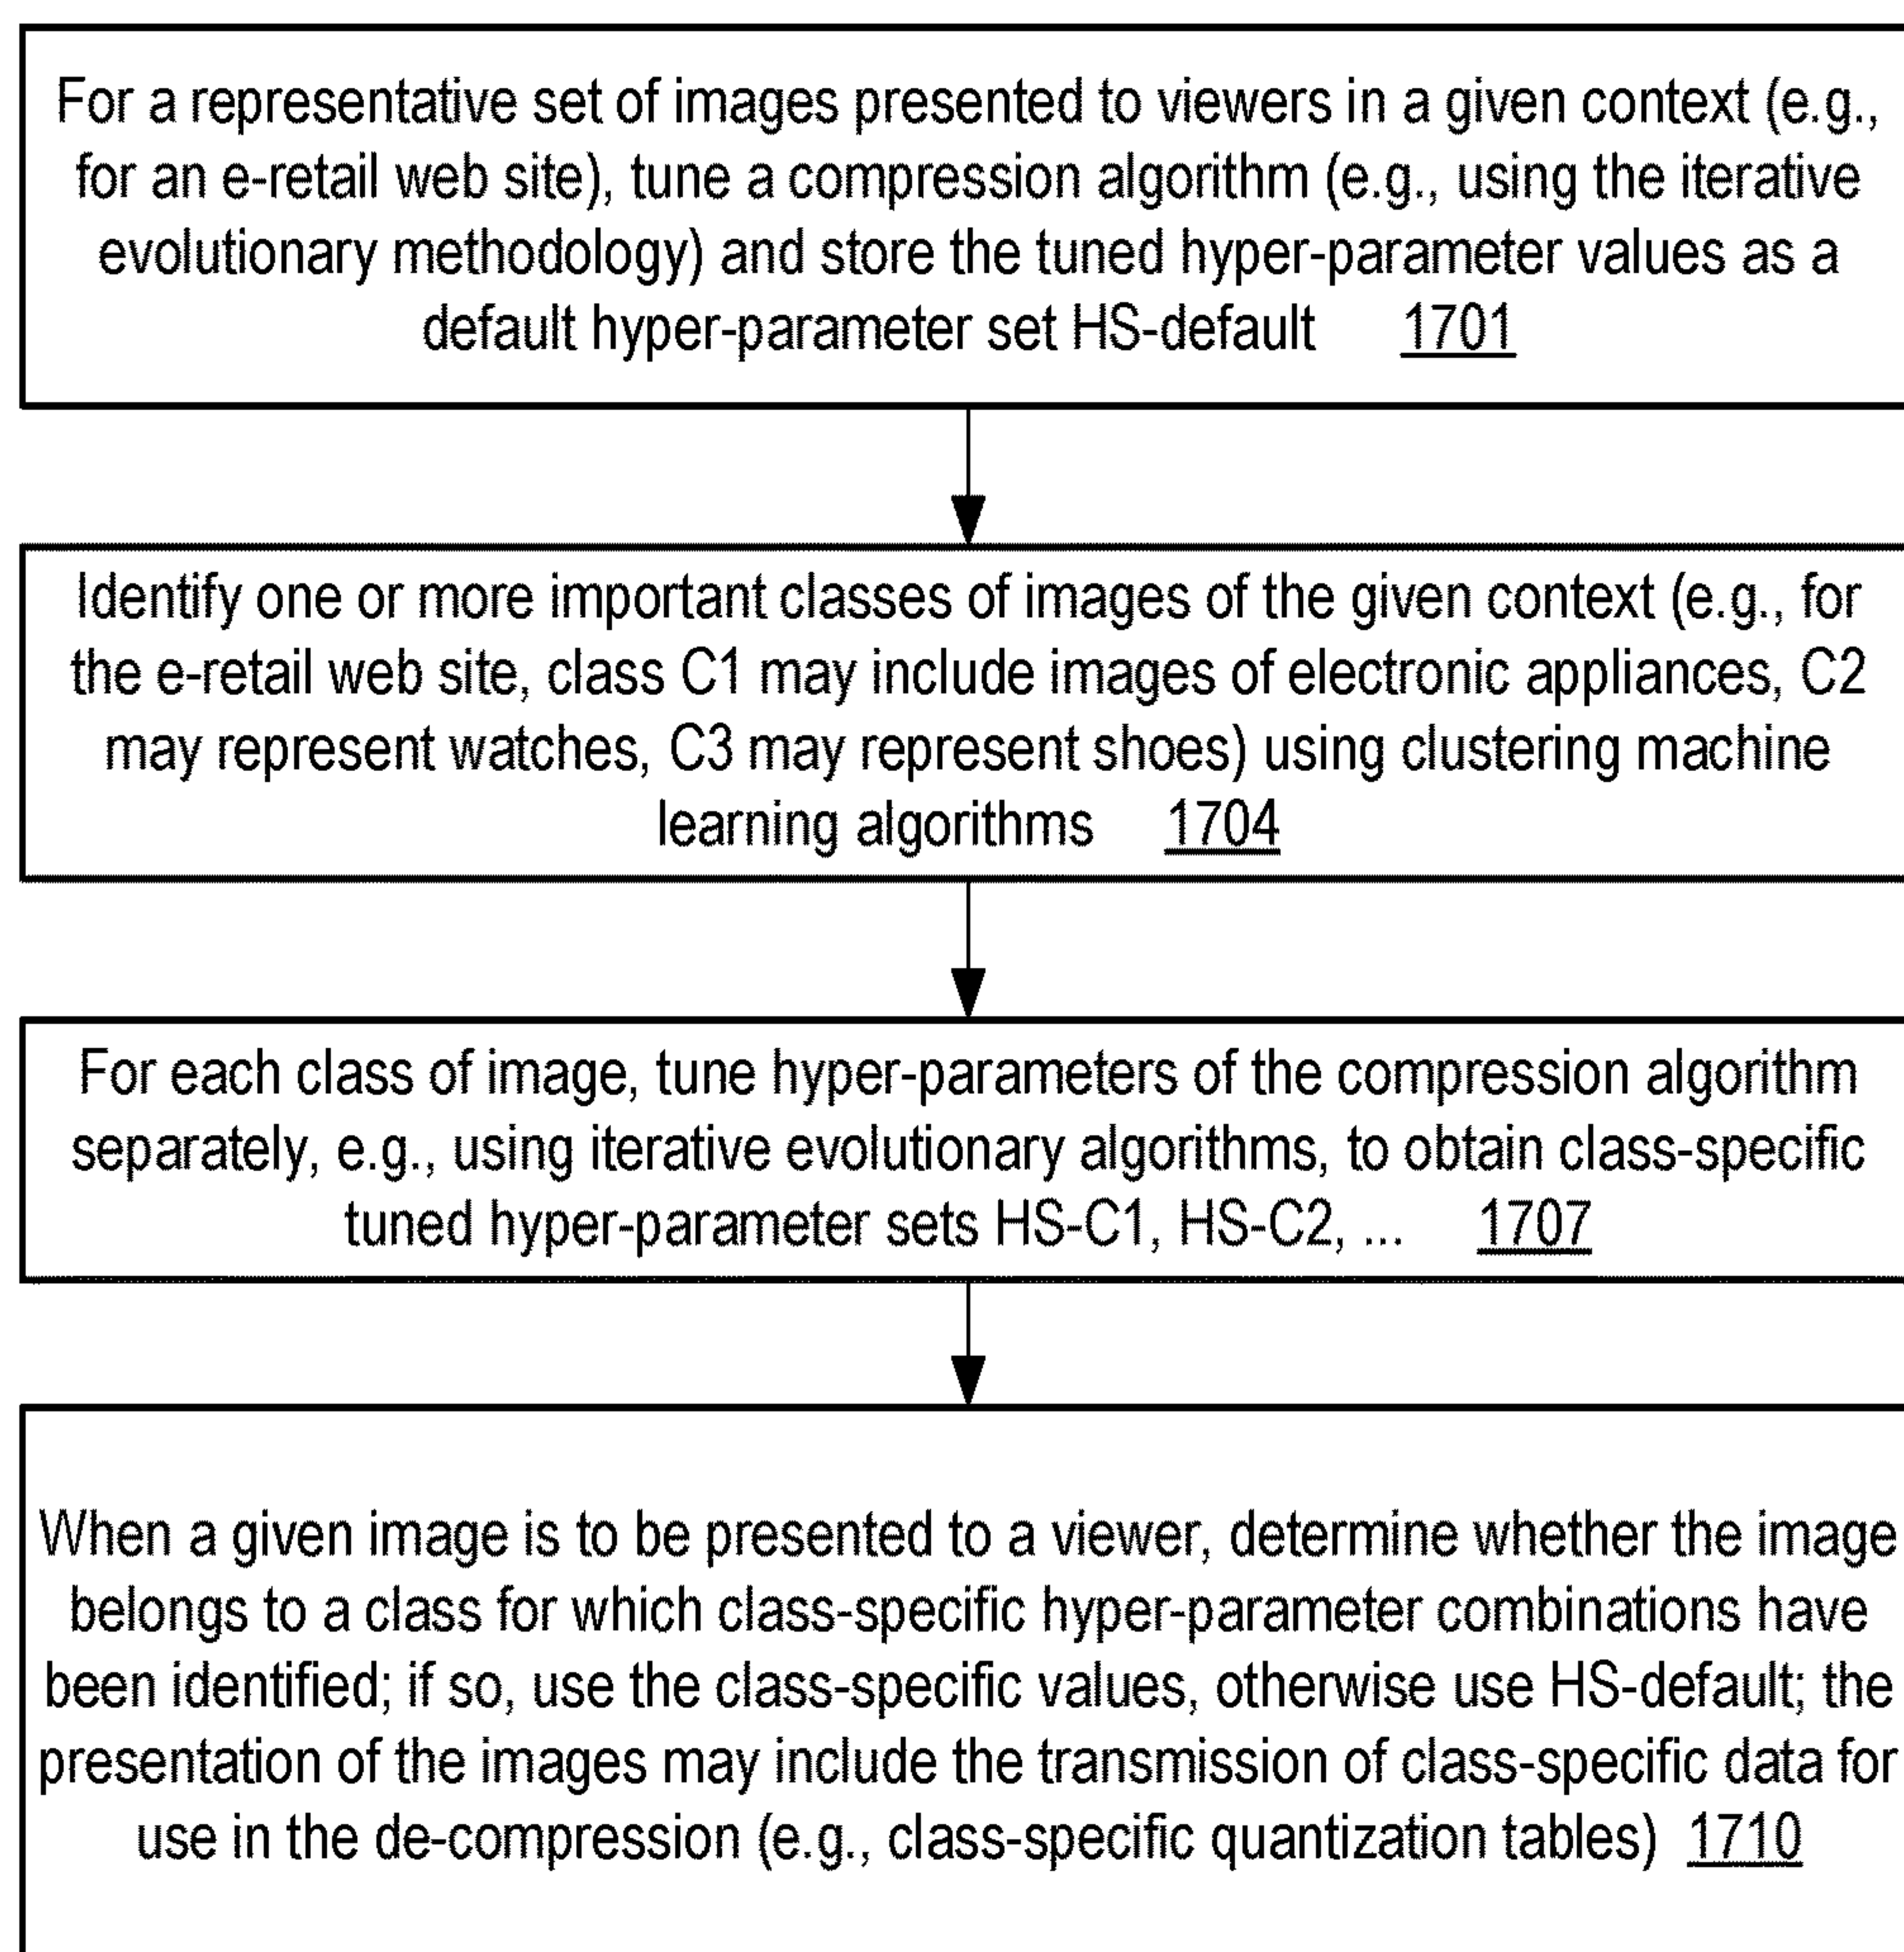 For a representative set of images presented to viewers in a given context (e.g.,
for an e-retail web site), tune a compression algorithm (e.g., using the iterative
evolutionary methodology) and store the tuned hyper-parameter values as a
default hyper-parameter set HS-default 1701
Identify one or more important classes of images of the given context (e.g., for
the e-retail web site, class C1 may include images of electronic appliances, C2
may represent watches, C3 may represent shoes) using clustering machine
learning algorithms 1704
For each class of image, tune hyper-parameters of the compression algorithm
separately, e.g., using iterative evolutionary algorithms, to obtain class-specific
tuned hyper-parameter sets HS-C1, HS-C2, ... 1707
When a given image is to be presented to a viewer, determine whether the image
belongs to a class for which class-specific hyper-parameter combinations have
been identified; if so, use the class-specific values, otherwise use HS-default; the
presentation of the images may include the transmission of class-specific data for
use in the de-compression (e.g., class-specific quantization tables) 1710